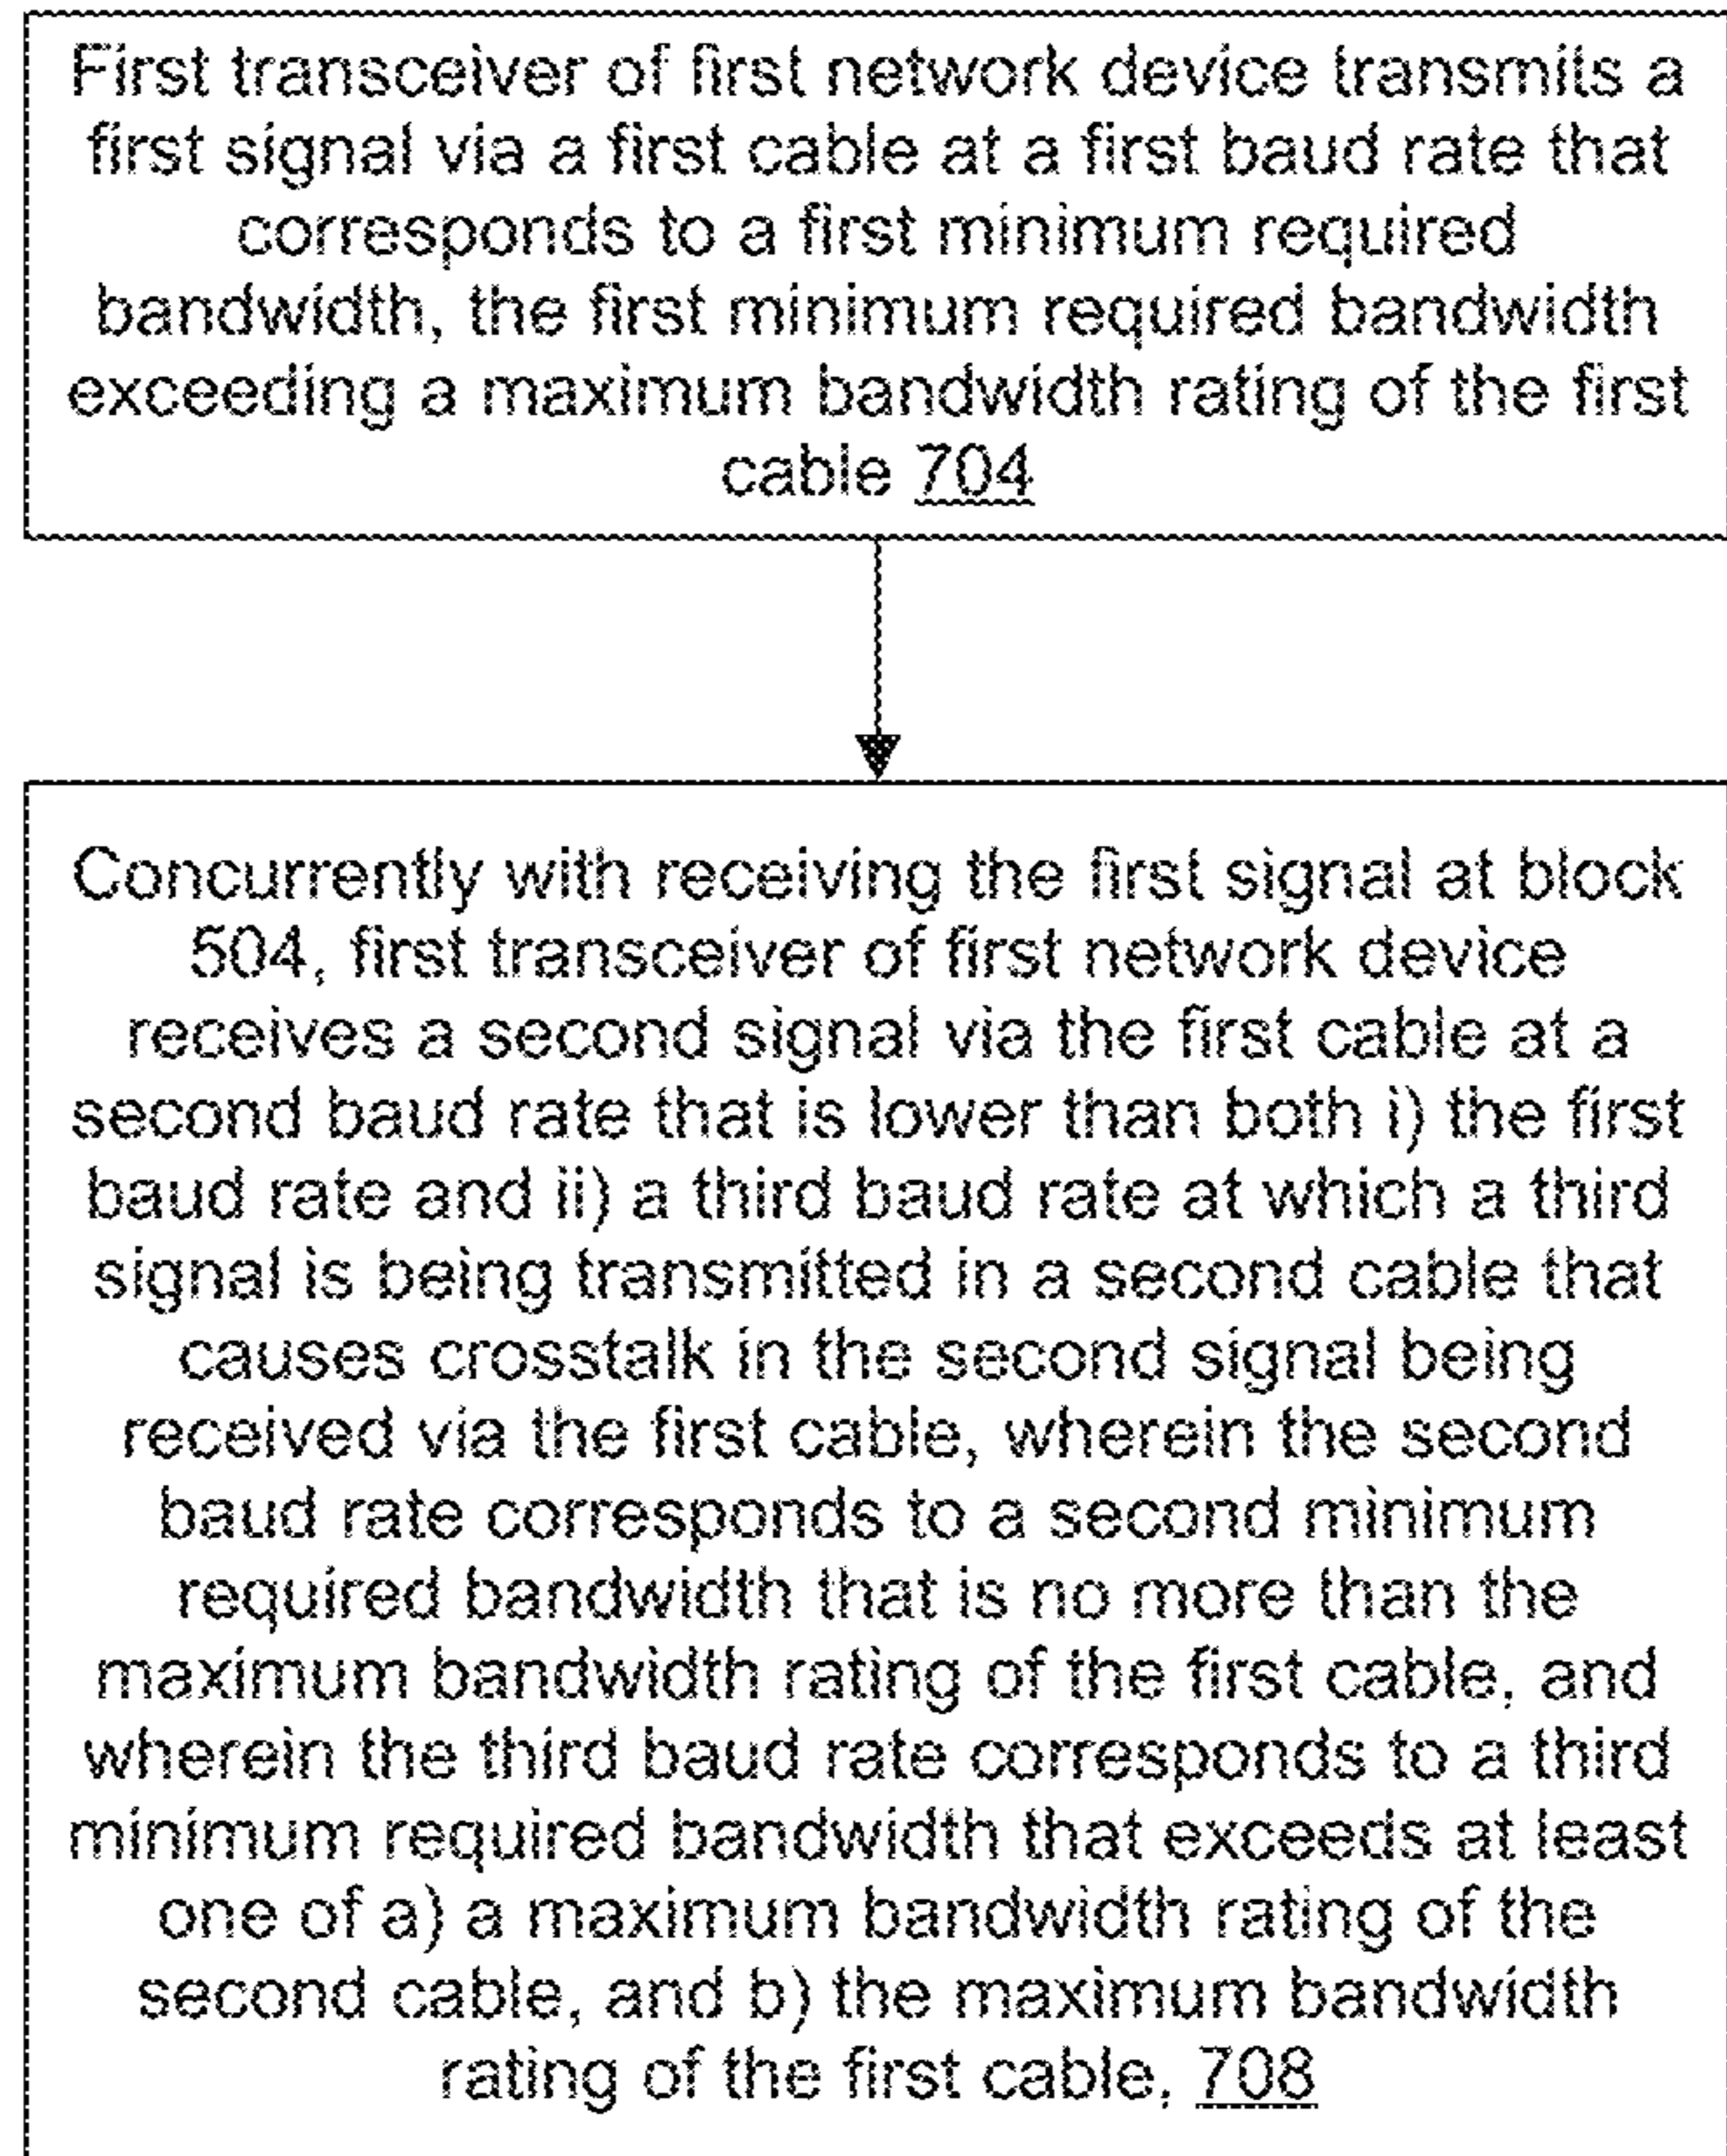 First transceiver of first network device transmits a
first signal via a first cable at a first baud rate that
corresponds to a first minimum required
bandwidth, the first minimum required bandwidth
exceeding a maximum bandwidth rating of the first
cable 704
Concurrently with receiving the first signal at block
504, first transceiver of first network device
receives a second signal via the first cable at a
second baud rate that is lower than both i) the first
baud rate and ii) a third baud rate at which a third
signal is being transmitted in a second cable that
causes crosstalk in the second signal being
received via the first cable, wherein the second
baud rate corresponds to a second minimum
required bandwidth that is no more than the
maximum bandwidth rating of the first cable, and
wherein the third baud rate corresponds to a third
minimum required bandwidth that exceeds at least
one of a) a maximum bandwidth rating of the
second cable, and b) the maximum bandwidth
rating of the first cable. 708